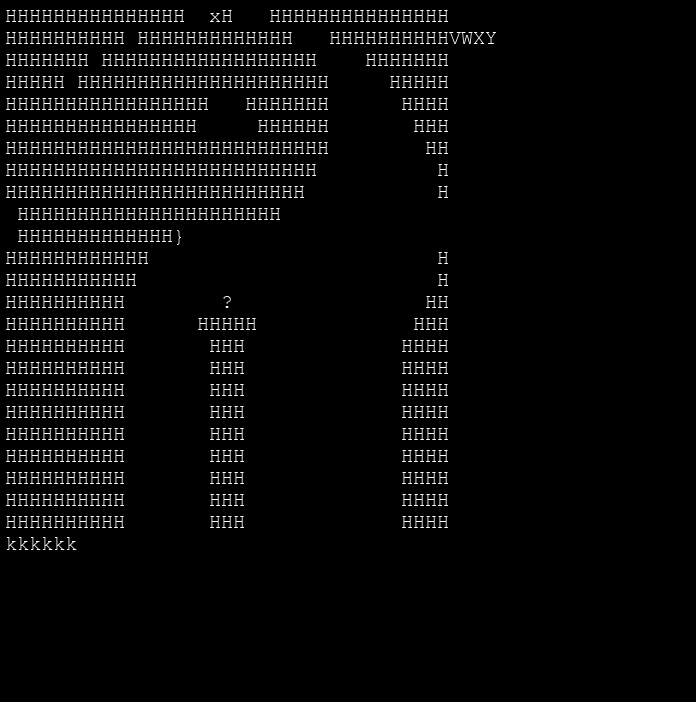 HHHHHHHHHHHHHHH  xH   HHHHHHHHHHHHHHH
HHHHHHHHHH HHHHHHHHHHHHH   HHHHHHHHHHVWXY
HHHHHHH HHHHHHHHHHHHHHHHHH    HHHHHHH
HHHHH HHHHHHHHHHHHHHHHHHHHH     HHHHH
HHHHHHHHHHHHHHHHH   HHHHHHH      HHHH
HHHHHHHHHHHHHHHH     HHHHHH       HHH
HHHHHHHHHHHHHHHHHHHHHHHHHHH        HH
HHHHHHHHHHHHHHHHHHHHHHHHHH          H
HHHHHHHHHHHHHHHHHHHHHHHHH           H
 HHHHHHHHHHHHHHHHHHHHHH
 HHHHHHHHHHHHH}
HHHHHHHHHHHH                        H
HHHHHHHHHHH                         H
HHHHHHHHHH        ?                HH
HHHHHHHHHH      HHHHH             HHH
HHHHHHHHHH       HHH             HHHH
HHHHHHHHHH       HHH             HHHH
HHHHHHHHHH       HHH             HHHH
HHHHHHHHHH       HHH             HHHH
HHHHHHHHHH       HHH             HHHH
HHHHHHHHHH       HHH             HHHH
HHHHHHHHHH       HHH             HHHH
HHHHHHHHHH       HHH             HHHH
HHHHHHHHHH       HHH             HHHH
kkkkkk